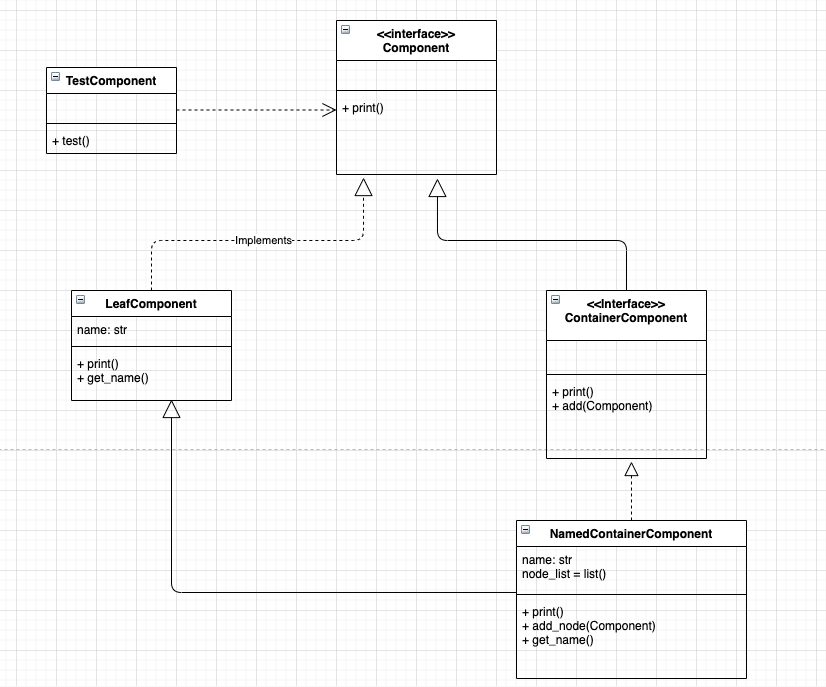 <<interface>>
Component
+ print()
TestComponent
+ test()
Implements
LeafComponent
name: str
+ print()
+ get_name()
<<Interface>>
ContainerComponent
+ print()
+ add(Component)
NamedContainerComponent
name: str
node_list = list()
+ print()
+ add_node(Component)
+ get_name()